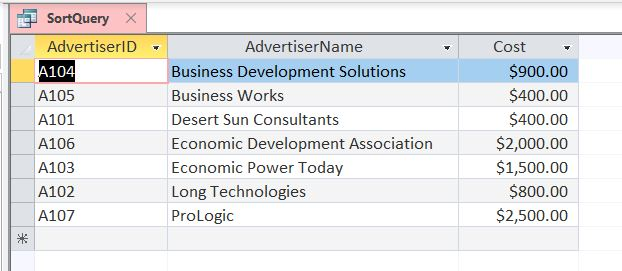 SortQuery
AdvertiserID AdvertiserName Cost
A104 Business Development Solutions $900.00
A105 Business Works $400.00
A101 Desert Sun Consultants $400.00
A106 Economic Development Association $2,000.00
A103 Economic Power Today $1,500.00
A102 Long Technologies $800.00
A107 ProLogic $2,500.00